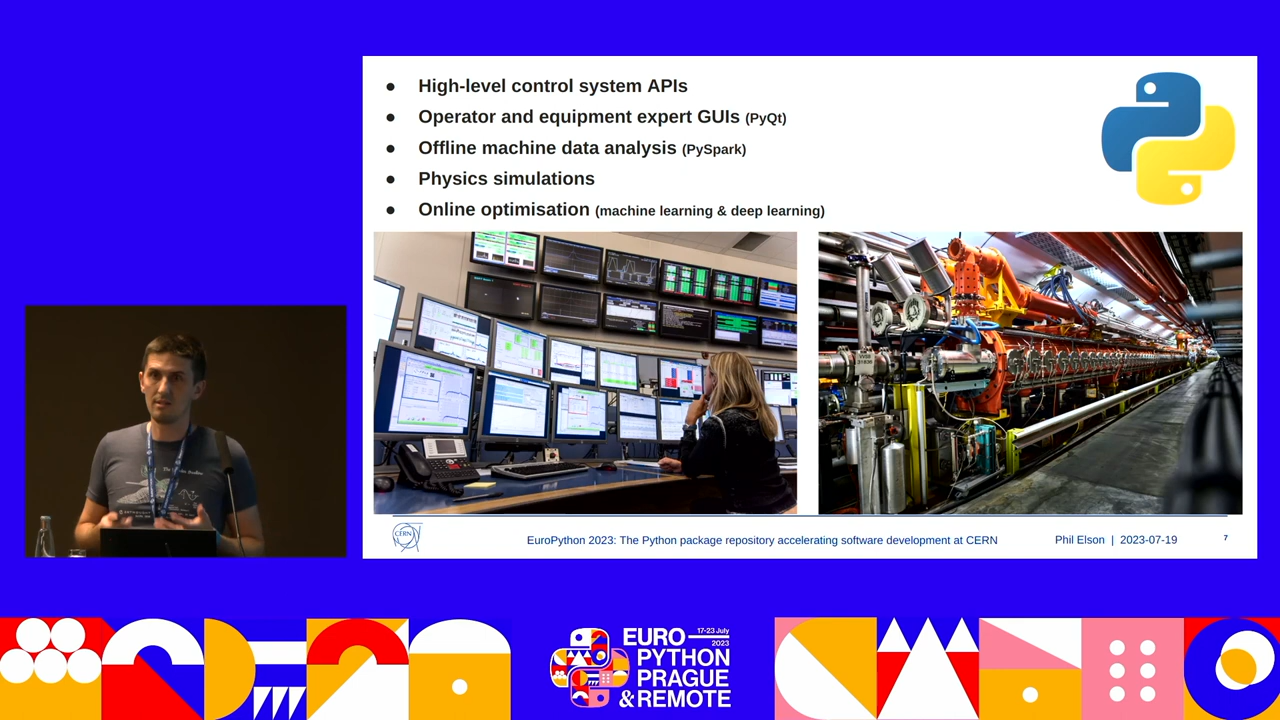 ● High-level control system APIs
● Operator and equipment expert GUIs (PyQt)
● Offline machine data analysis (PySpark)
● Physics simulations
● Online optimisation (machine learning & deep learning)
CERN
EuroPython 2023: The Python package repository accelerating software development at CERN
Phil Elson | 2023-07-19
7
EURO
17-23 July
2023
PYTHON
PRAGUE
& REMOTE